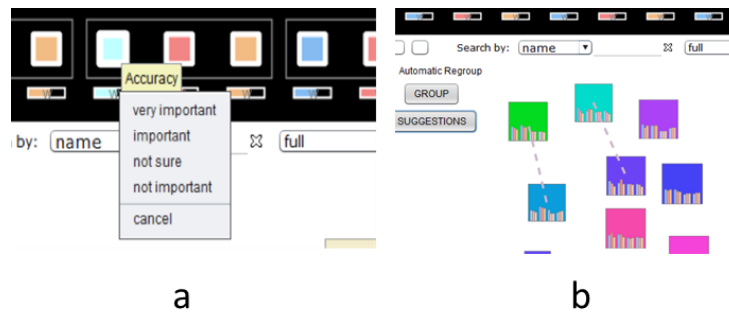 Accuracy
very important
important
not sure
not important
cancel
by: name full
a
Search by: name full
Automatic Regroup
GROUP
SUGGESTIONS
b